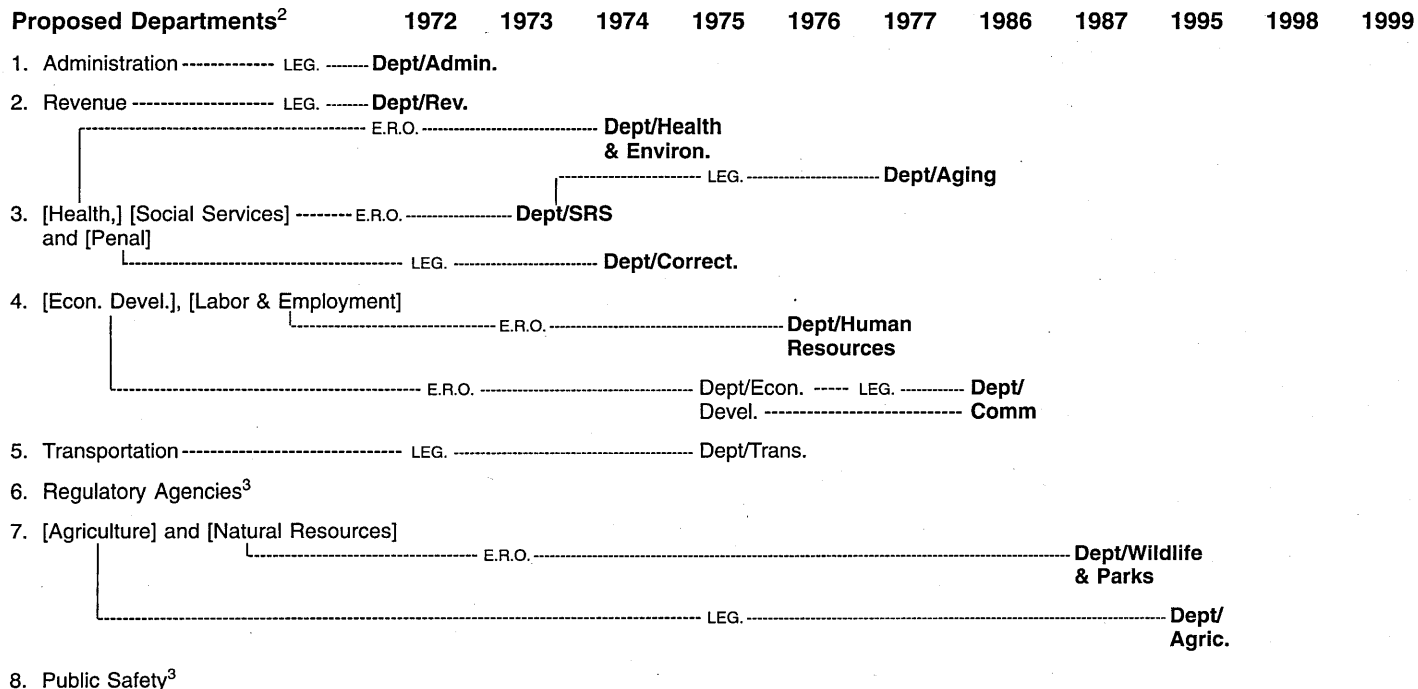 Proposed Departments2 1972 1973 1974 1975 1976 1977 1986 1987 1995 1998 1999
1. Administration ------------- LEG. -------- Dept/Admin.
2. Revenue -------------------- LEG. -------- Dept/Rev.
E.R.O. Dept/Health
& Environ.
LEG. Dept/Aging
3. [Health,] [Social Services] -------- E.R.O. Dept/SRS
and [Penal]
LEG. Dept/Correct.
4. [Econ. Devel.], [Labor & Employment]
E.R.O. Dept/Human
Resources
E.R.O. Dept/Econ. ----- LEG. Dept/
Devel. Comm
5. Transportation LEG. Dept/Trans.
6. Regulatory Agencies3
7. [Agriculture] and [Natural Resources]
E.R.O. Dept/Wildlife
& Parks
LEG. Dept/
Agric.
8. Public Safety3